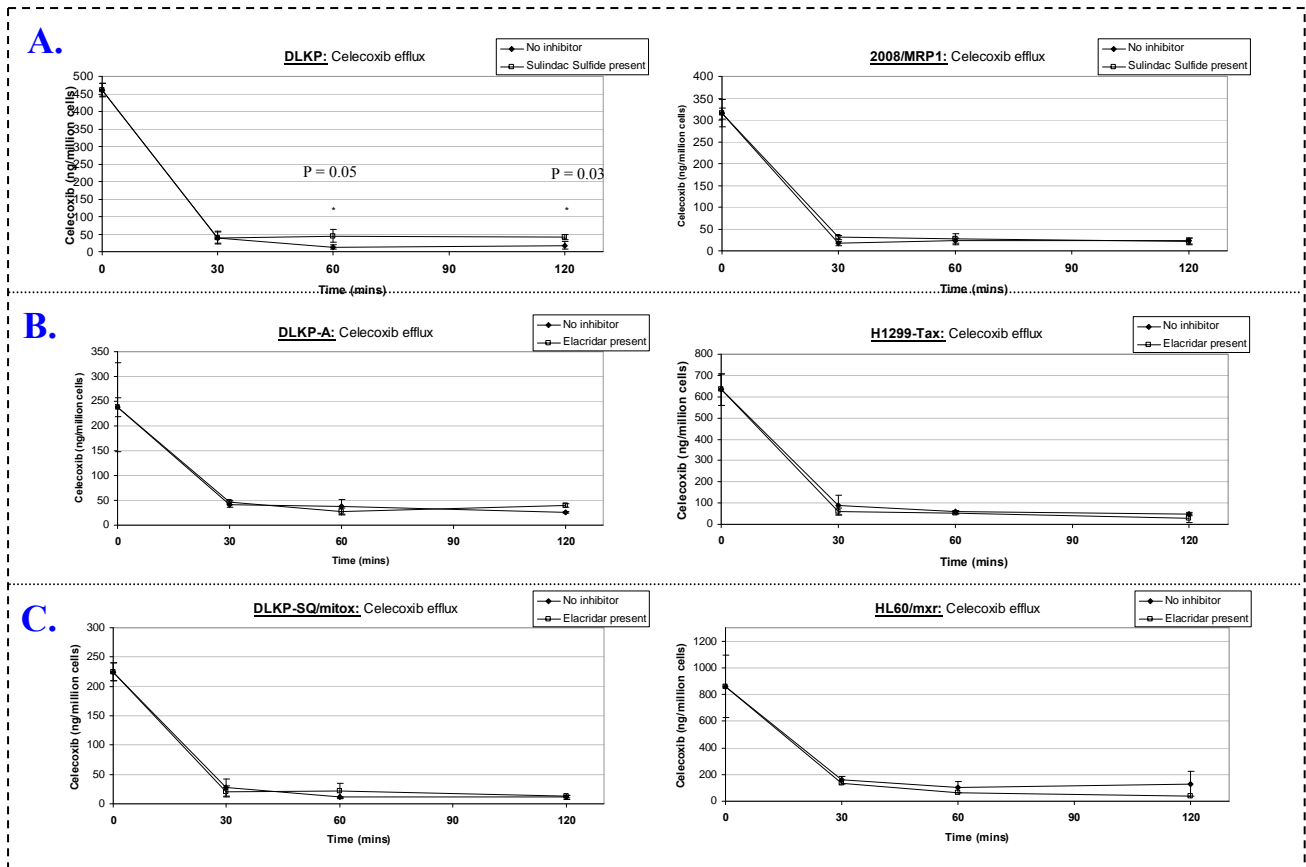 A.
DLKP: Celecoxib efflux
No inhibitor
Sulindac Sulfide present
Celecoxib (ng/million cells)
500
450
400
350
300
250
200
150
100
50
0
P = 0.05
P = 0.03
*
*
0 30 60 90 120
Time (mins)
2008/MRP1: Celecoxib efflux
No inhibitor
Sulindac Sulfide present
Celecoxib (ng/million cells)
400
350
300
250
200
150
100
50
0
0 30 60 90 120
Time (mins)
B.
DLKP-A: Celecoxib efflux
No inhibitor
Elacridar present
Celecoxib (ng/million cells)
350
300
250
200
150
100
50
0
0 30 60 90 120
Time (mins)
H1299-Tax: Celecoxib efflux
No inhibitor
Elacridar present
Celecoxib (ng/million cells)
800
700
600
500
400
300
200
100
0
0 30 60 90 120
Time (mins)
C.
DLKP-SQ/mitox: Celecoxib efflux
No inhibitor
Elacridar present
Celecoxib (ng/million cells)
300
250
200
150
100
50
0
0 30 60 90 120
Time (mins)
HL60/mxr: Celecoxib efflux
No inhibitor
Elacridar present
Celecoxib (ng/million cells)
1200
1000
800
600
400
200
0
0 30 60 90 120
Time (mins)